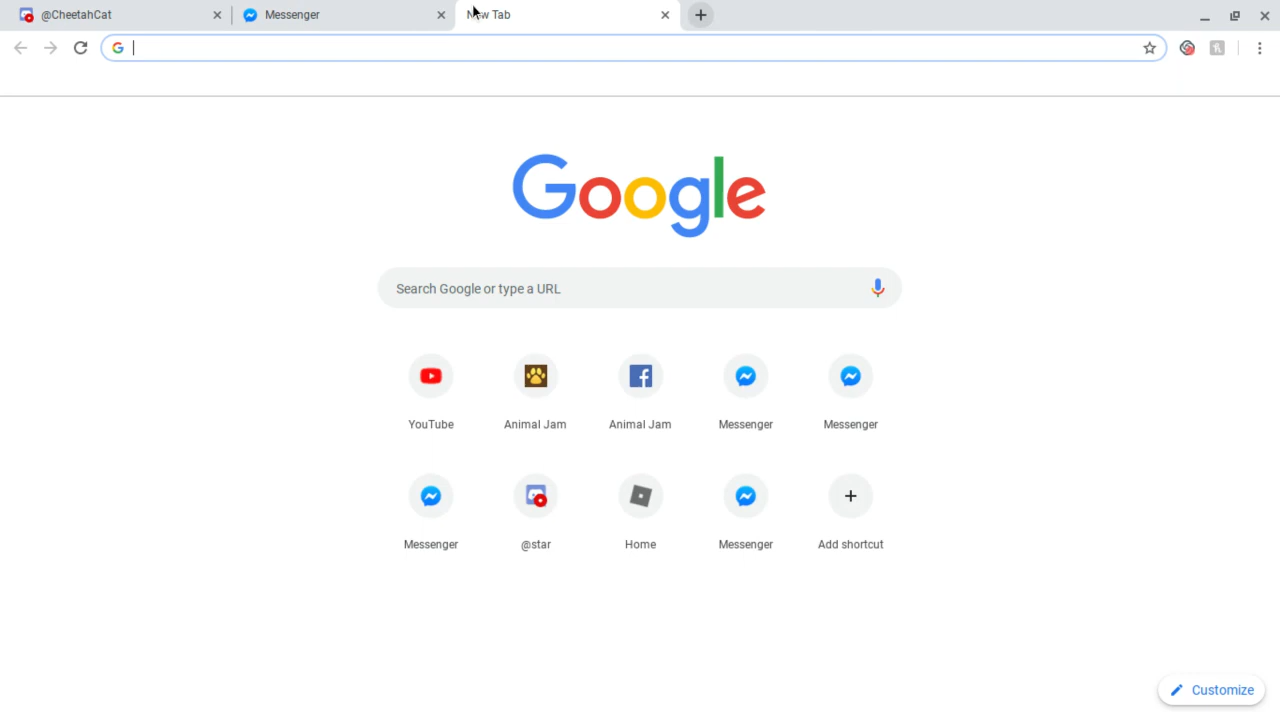 @CheetahCat
Messenger
New Tab
Google
Search Google or type a URL
YouTube
Animal Jam
Animal Jam
Messenger
Messenger
Messenger
@star
Home
Messenger
Add shortcut
Customize